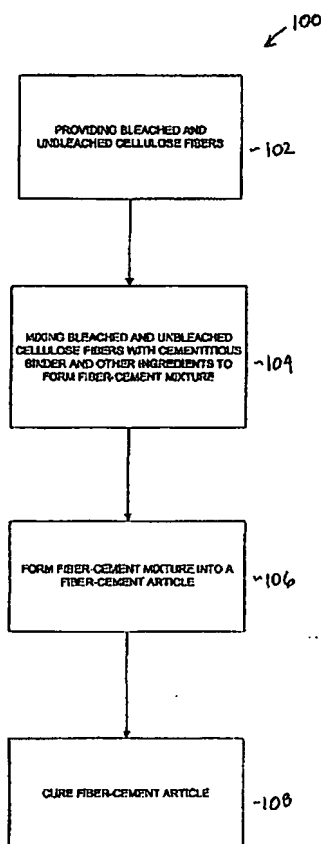 100
PROVIDING BLEACHED AND
UNBLEACHED CELLULOSE FIBERS
102
MIXING BLEACHED AND UNBLEACHED
CELLULOSE FIBERS WITH CEMENTITIOUS
BINDER AND OTHER INGREDIENTS TO
FORM FIBER-CEMENT MIXTURE
104
FORM FIBER-CEMENT MIXTURE INTO A
FIBER-CEMENT ARTICLE
106
CURE FIBER-CEMENT ARTICLE
108